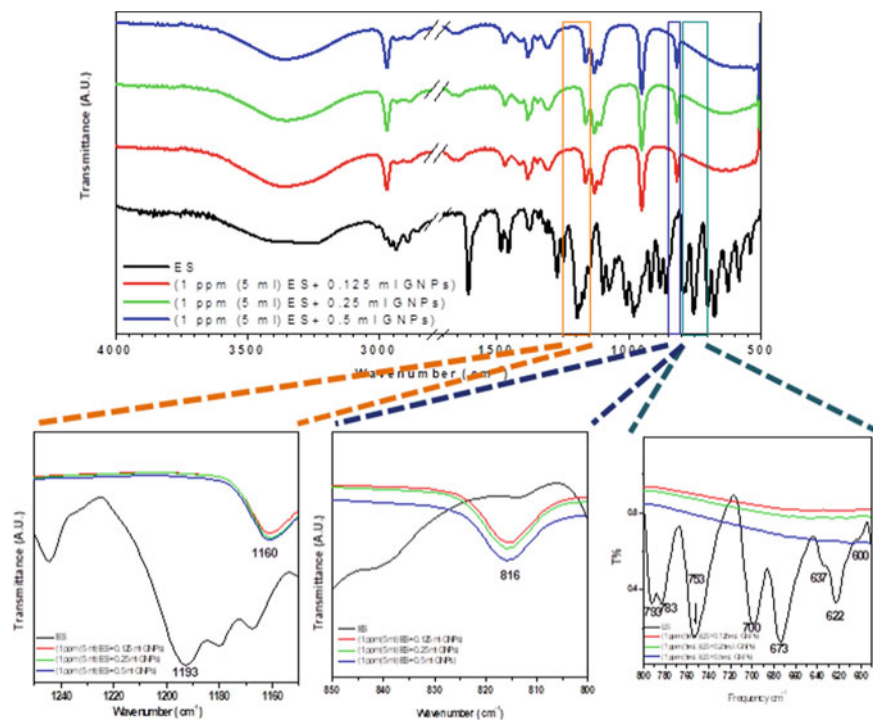 Transmittance (A.U.)
ES
(1 ppm (5 ml) ES+ 0.125 ml GNPs)
(1 ppm (5 ml) ES+ 0.25 ml GNPs)
(1 ppm (5 ml) ES+ 0.5 ml GNPs)
4000 3500 3000 1500 1000 500
Wavenumber (cm⁻¹)
Transmittance (A.U.)
1160
1193
ES
(1ppm(5ml)ES+0.125ml GNPs)
(1ppm(5ml)ES+0.25ml GNPs)
(1ppm(5ml)ES+0.5ml GNPs)
1240 1220 1200 1180 1160
Wavenumber (cm⁻¹)
Transmittance (A.U.)
816
ES
(1ppm(5ml)ES+0.125ml GNPs)
(1ppm(5ml)ES+0.25ml GNPs)
(1ppm(5ml)ES+0.5ml GNPs)
850 840 830 820 810 800
Wavenumber (cm⁻¹)
T%
0.8
0.4
793
783
753
700
673
637
622
600
ES
800 780 760 740 720 700 680 660 640 620 600
Frequency cm⁻¹